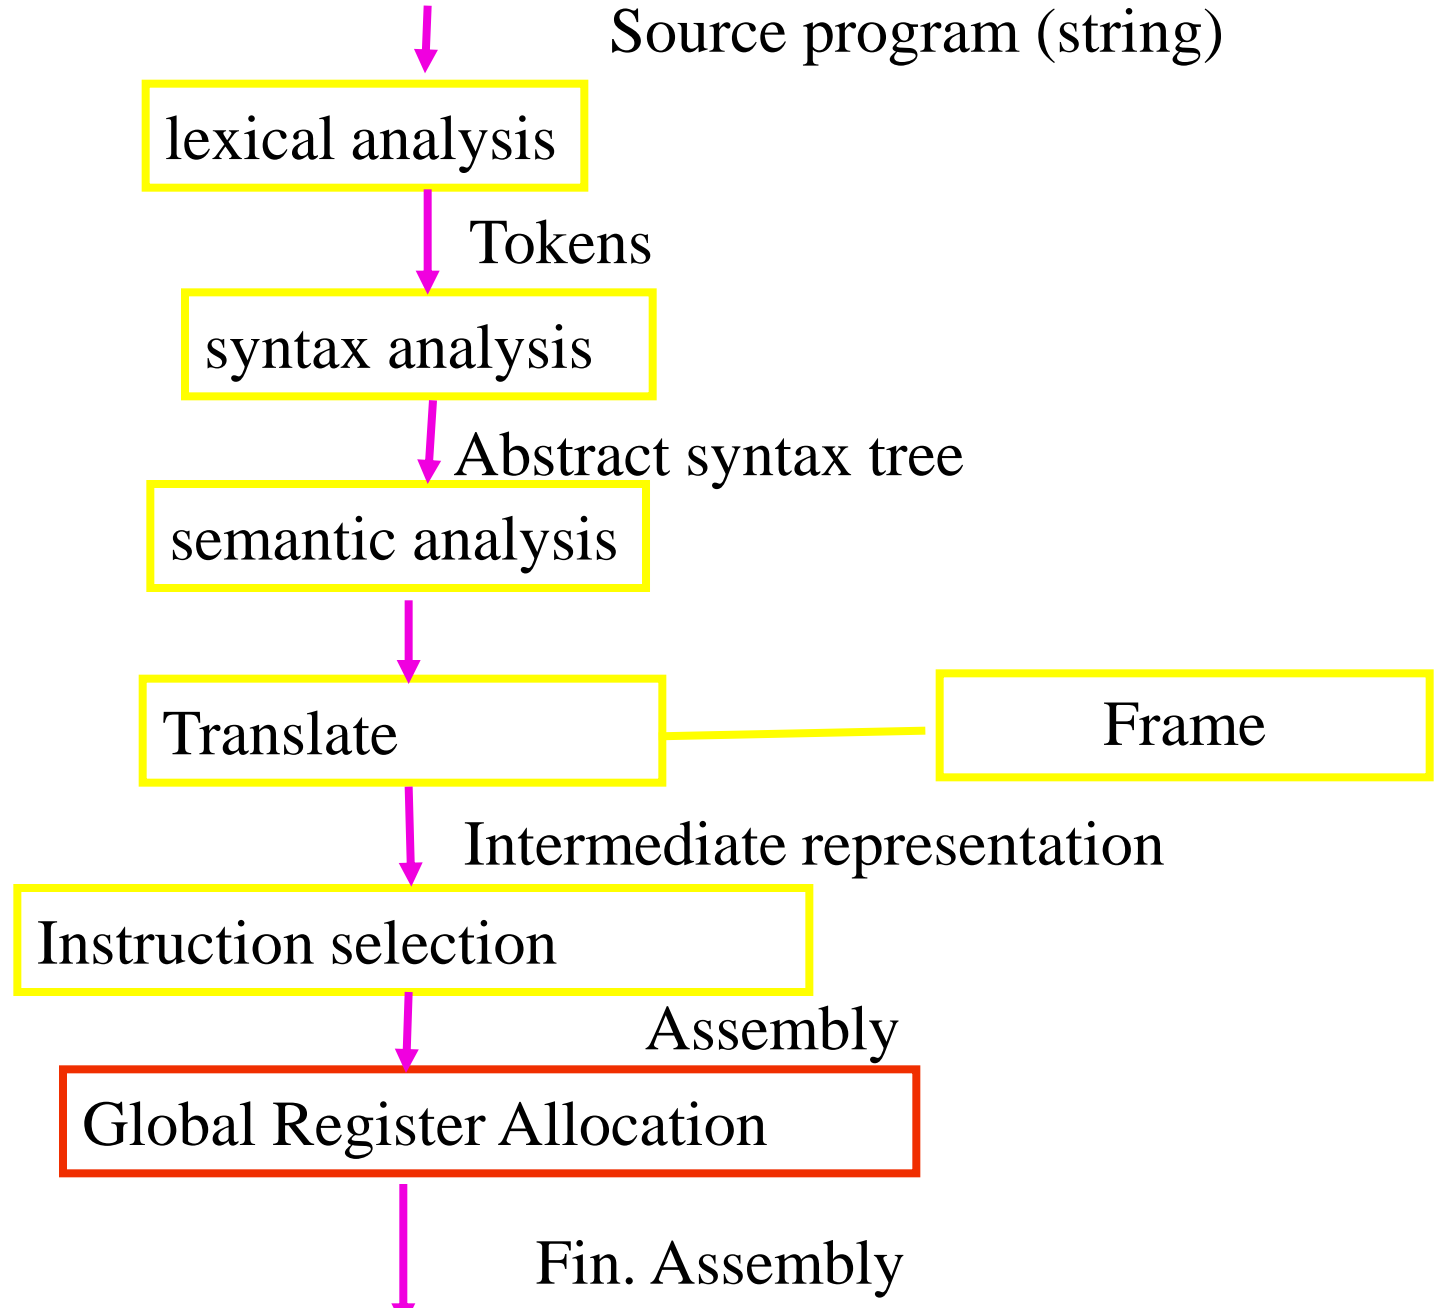 Source program (string)
lexical analysis
Tokens
syntax analysis
Abstract syntax tree
semantic analysis
Translate
Frame
Intermediate representation
Instruction selection
Assembly
Global Register Allocation
Fin. Assembly